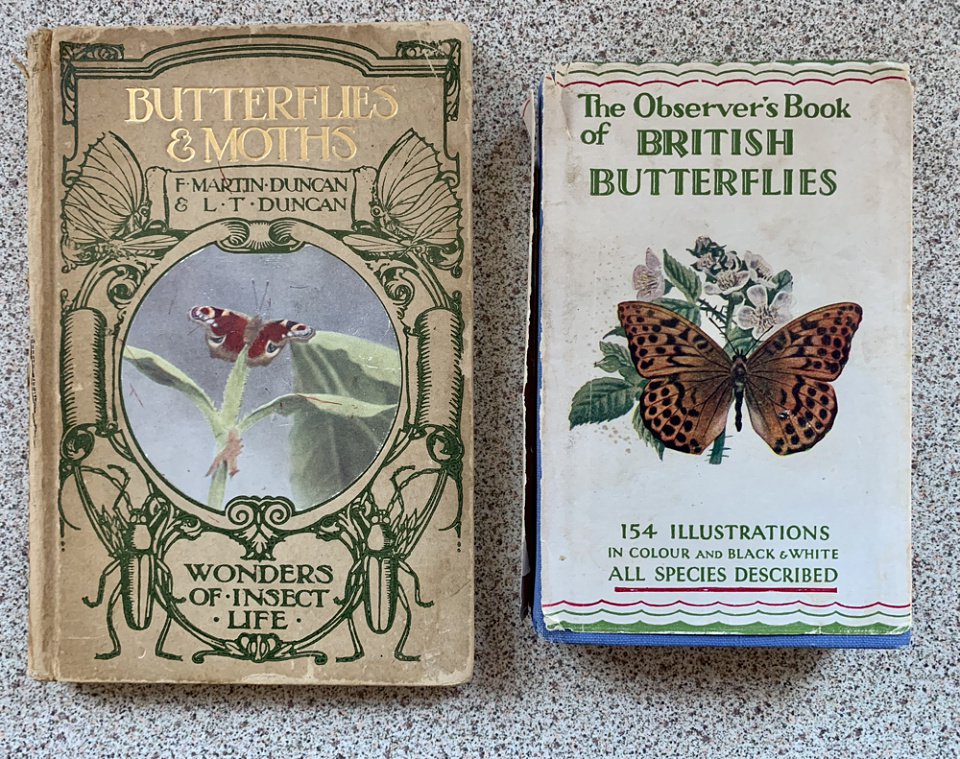 BUTTERFLIES
& MOTHS
F · MARTIN · DUNCAN
& L · T · DUNCAN
WONDERS
OF · INSECT
· LIFE ·
The Observer's Book
of BRITISH
BUTTERFLIES
154 ILLUSTRATIONS
IN COLOUR AND BLACK & WHITE
ALL SPECIES DESCRIBED